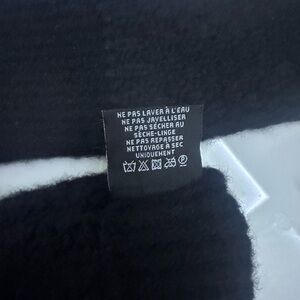 NE PAS LAVER À L'EAU
NE PAS JAVELLISER
NE PAS SÉCHER AU
SÈCHE-LINGE
NE PAS REPASSER
NETTOYAGE À SEC
UNIQUEMENT